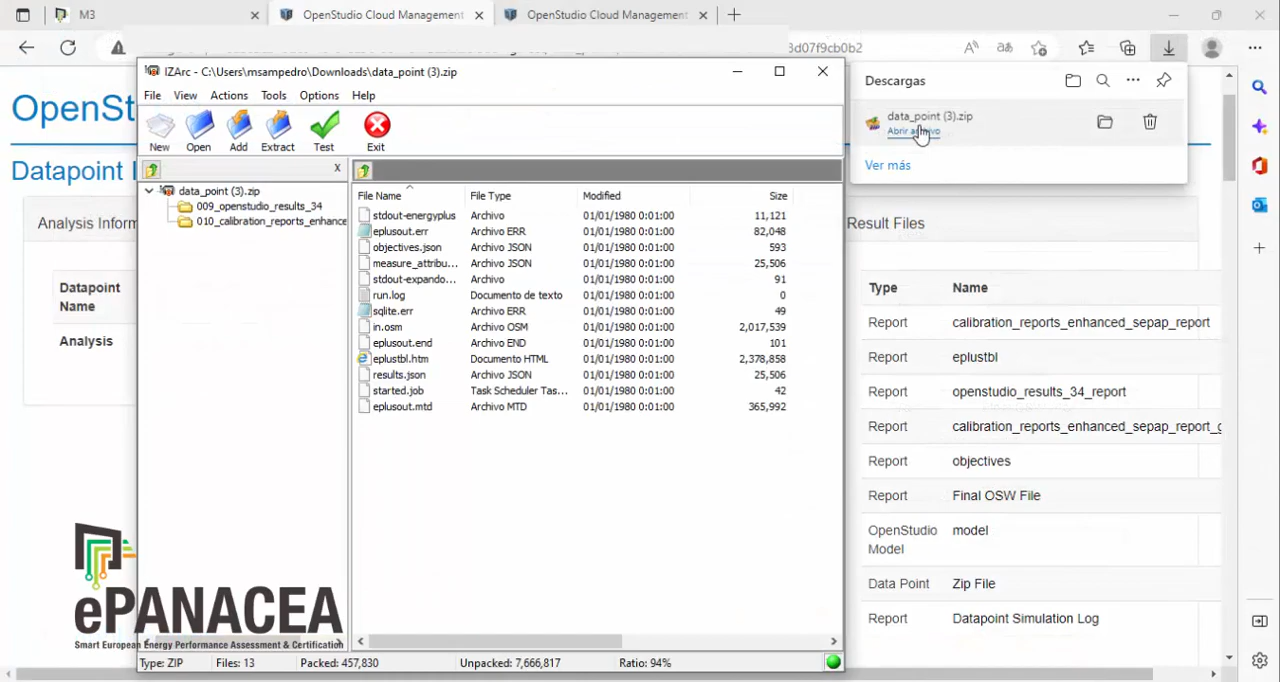 M3
OpenStudio Cloud Management
OpenStudio Cloud Management
3d07f9cb0b2
OpenSt
Datapoint I
Analysis Inform
Datapoint
Name
Analysis
IZArc - C:\Users\msampedro\Downloads\data_point (3).zip
File View Actions Tools Options Help
New Open Add Extract Test Exit
data_point (3).zip
009_openstudio_results_34
010_calibration_reports_enhance
File Name File Type Modified Size
stdout-energyplus Archivo 01/01/1980 0:01:00 11,121
eplusout.err Archivo ERR 01/01/1980 0:01:00 82,048
objectives.json Archivo JSON 01/01/1980 0:01:00 593
measure_attribu... Archivo JSON 01/01/1980 0:01:00 25,506
stdout-expando... Archivo 01/01/1980 0:01:00 91
run.log Documento de texto 01/01/1980 0:01:00 0
sqlite.err Archivo ERR 01/01/1980 0:01:00 49
in.osm Archivo OSM 01/01/1980 0:01:00 2,017,539
eplusout.end Archivo END 01/01/1980 0:01:00 101
eplustbl.htm Documento HTML 01/01/1980 0:01:00 2,378,858
results.json Archivo JSON 01/01/1980 0:01:00 25,506
started.job Task Scheduler Tas... 01/01/1980 0:01:00 42
eplusout.mtd Archivo MTD 01/01/1980 0:01:00 365,992
Type: ZIP Files: 13 Packed: 457,830 Unpacked: 7,666,817 Ratio: 94%
Descargas
data_point (3).zip
Abrir archivo
Ver más
Result Files
Type Name
Report calibration_reports_enhanced_sepap_report
Report eplustbl
Report openstudio_results_34_report
Report calibration_reports_enhanced_sepap_report_g
Report objectives
Report Final OSW File
OpenStudio
Model model
Data Point Zip File
Report Datapoint Simulation Log
ePANACEA
Smart European Energy Performance Assessment & Certification